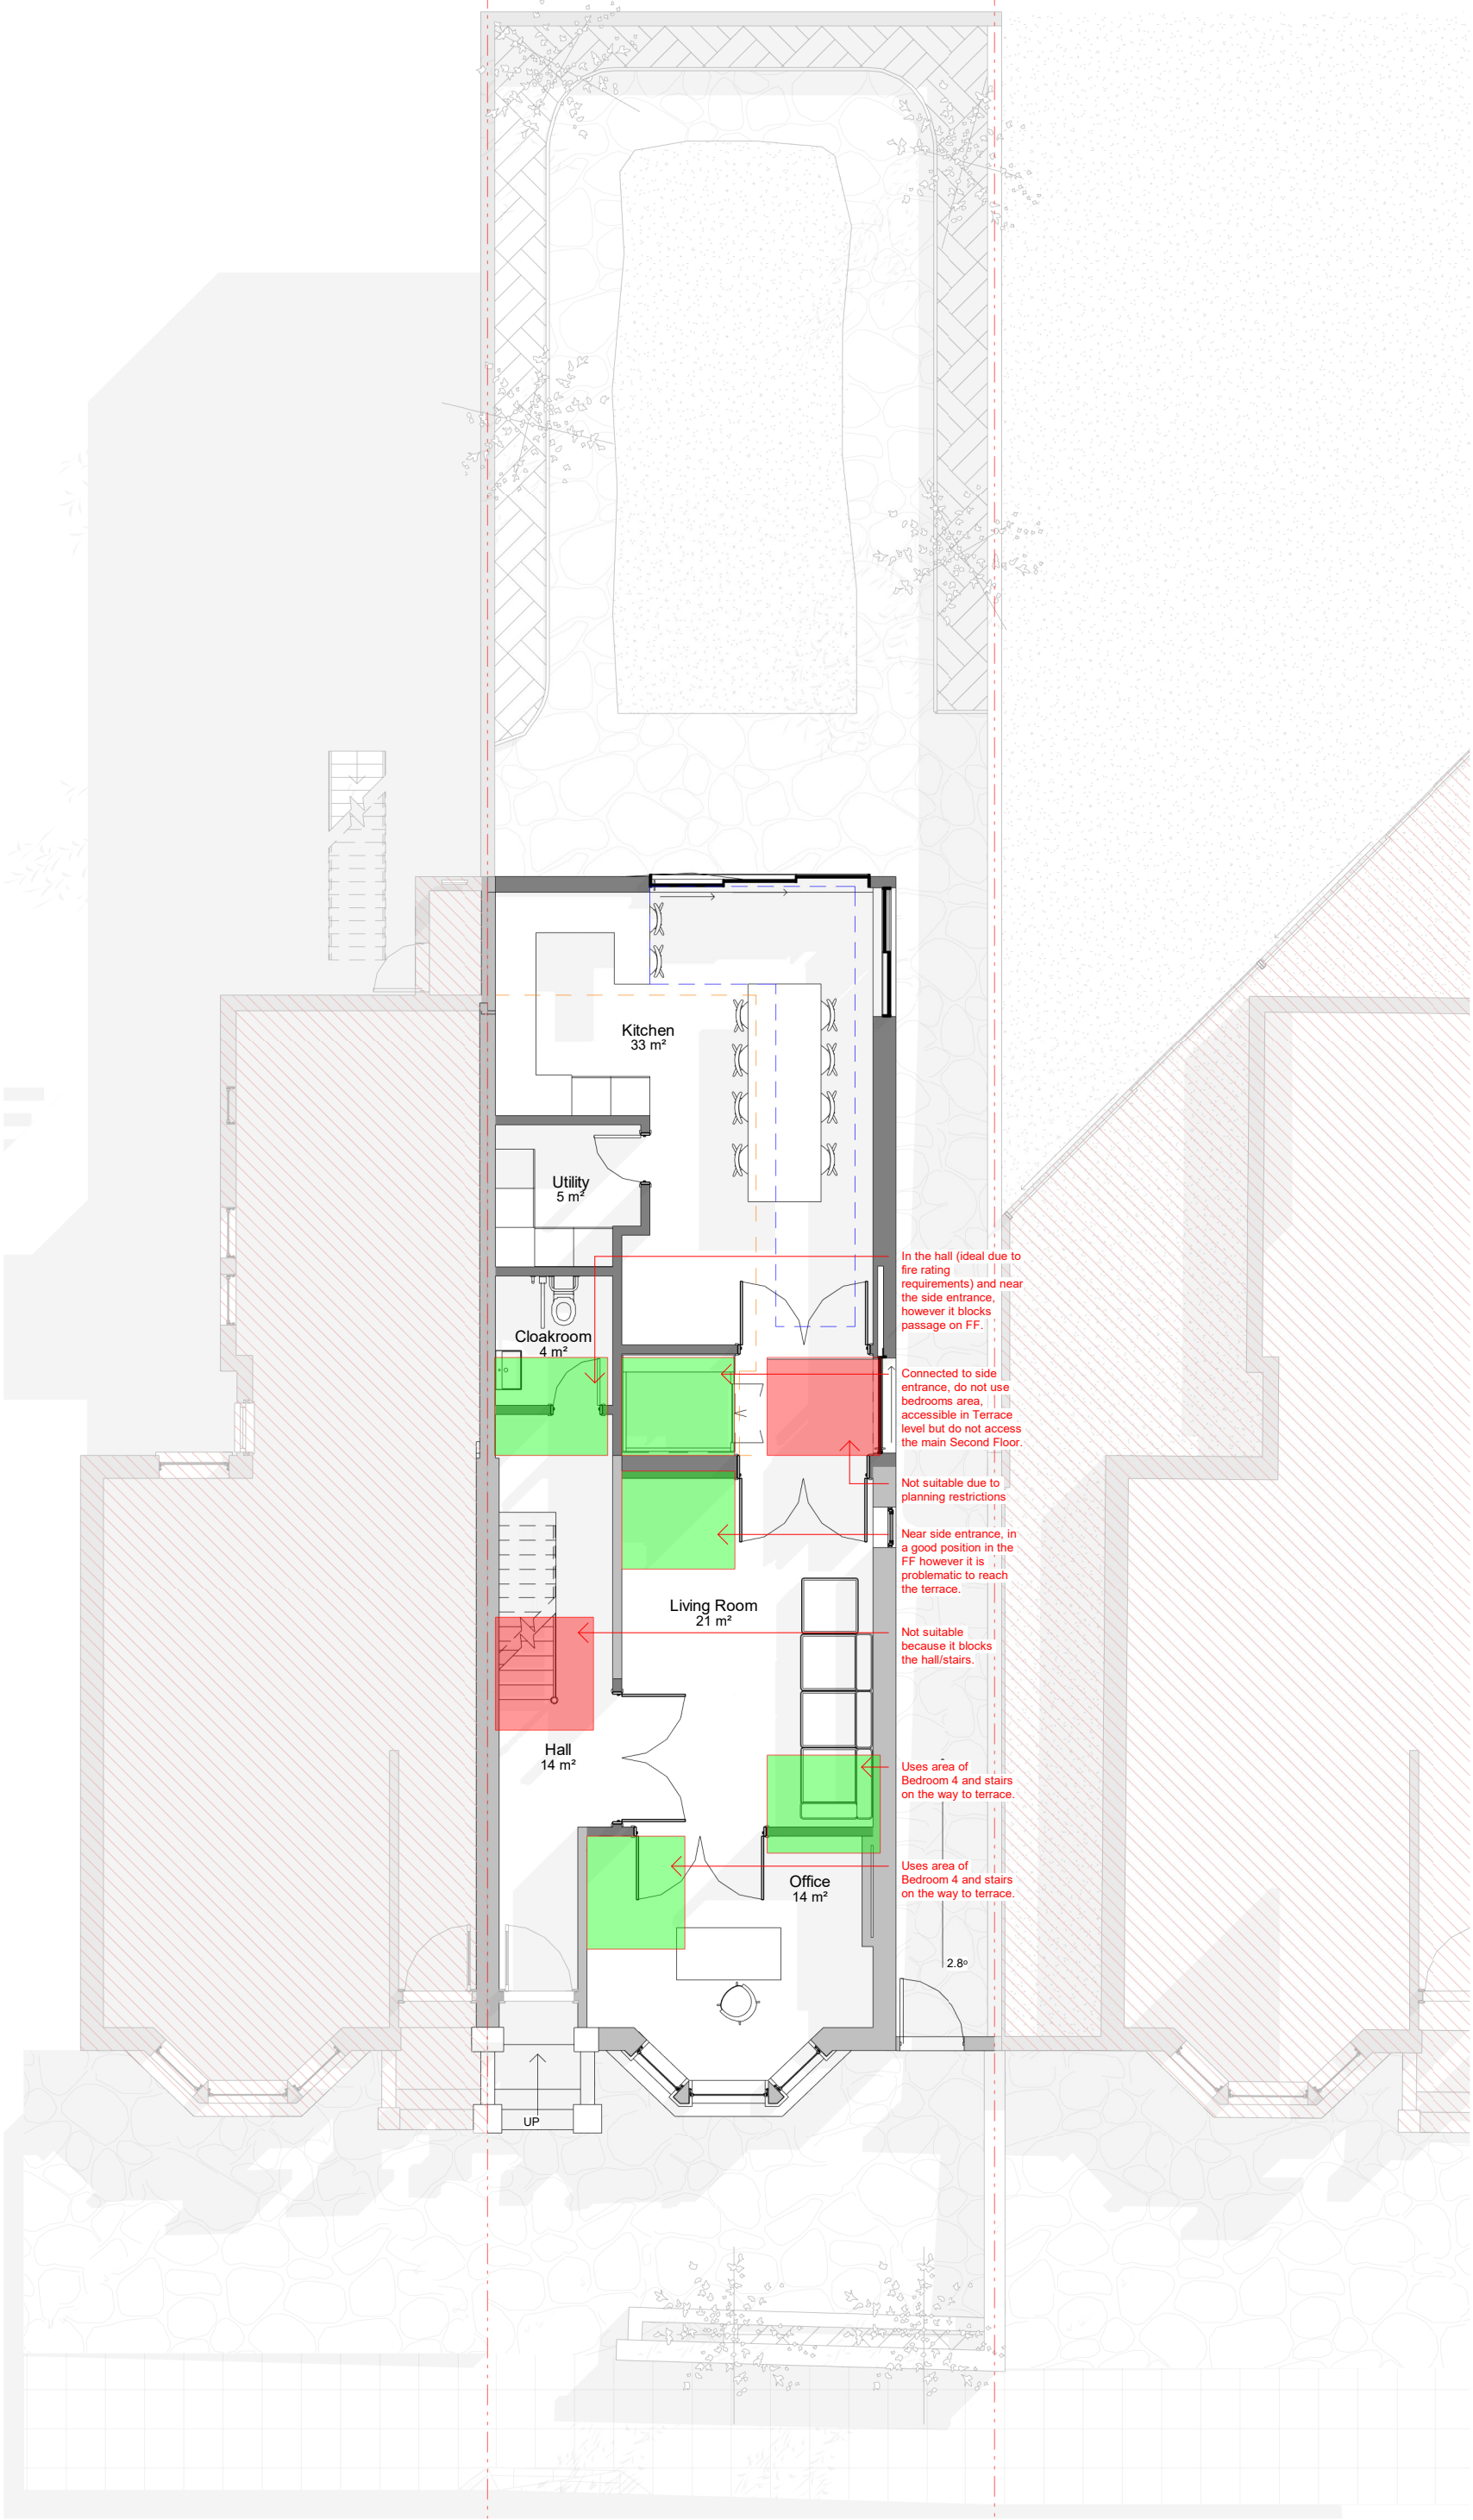 Kitchen
33 m²
Utility
5 m²
In the hall (ideal due to
fire rating
requirements) and near
the side entrance,
however it blocks
passage on FF.
Cloakroom
4 m²
Connected to side
entrance, do not use
bedrooms area,
accessible in Terrace
level but do not access
the main Second Floor.
Not suitable due to
planning restrictions
Near side entrance, in
a good position in the
FF however it is
problematic to reach
the terrace.
Living Room
21 m²
Not suitable
because it blocks
the hall/stairs.
Hall
14 m²
Uses area of
Bedroom 4 and stairs
on the way to terrace.
Uses area of
Bedroom 4 and stairs
on the way to terrace.
Office
14 m²
2.8º
UP